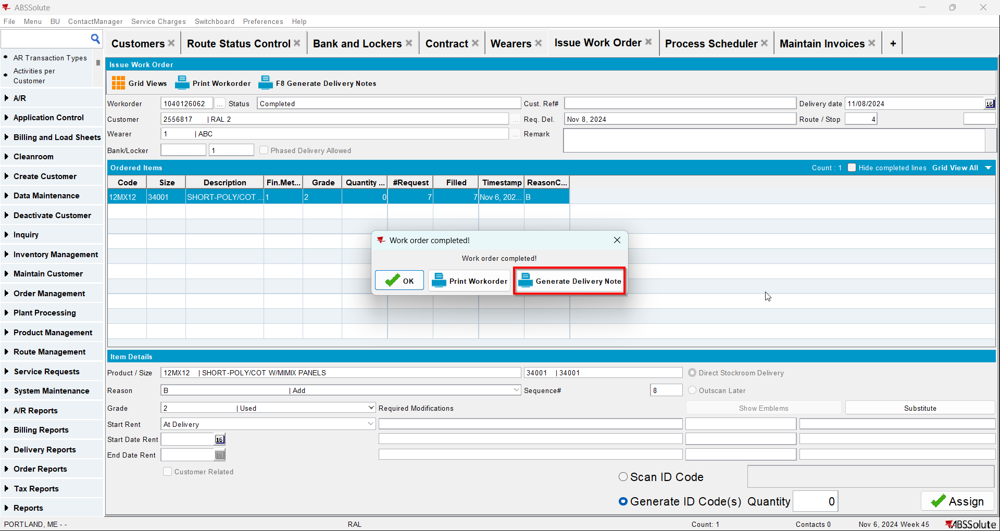 ABSSolute
File Menu BU ContactManager Service Charges Switchboard Preferences Help
Customers Route Status Control Bank and Lockers Contract Wearers Issue Work Order Process Scheduler Maintain Invoices +
AR Transaction Types
Activities per
Customer
A/R
Application Control
Billing and Load Sheets
Cleanroom
Create Customer
Data Maintenance
Deactivate Customer
Inquiry
Inventory Management
Maintain Customer
Order Management
Plant Processing
Product Management
Route Management
Service Requests
System Maintenance
A/R Reports
Billing Reports
Delivery Reports
Order Reports
Tax Reports
Reports
Issue Work Order
Grid Views Print Workorder F8 Generate Delivery Notes
Workorder 1040126062 ... Status Completed Cust. Ref# Delivery date 11/08/2024 16
Customer 2556817 | RAL 2 ... Req. Del. Nov 8, 2024 Route / Stop 4
Wearer 1 | ABC ... Remark
Bank/Locker 1 Phased Delivery Allowed
Ordered Items Count : 1 Hide completed lines Grid View All
Code Size Description Fin.Met... Grade Quantity ... #Request Filled Timestamp ReasonC...
12MX12 34001 SHORT-POLY/COT ... 1 2 0 7 7 Nov 6, 202... B
Work order completed!
Work order completed!
OK Print Workorder Generate Delivery Note
Item Details
Product / Size 12MX12 | SHORT-POLY/COT W/MIMIX PANELS 34001 | 34001 Direct Stockroom Delivery
Reason B | Add Sequence# 8 Outscan Later
Grade 2 | Used Required Modifications Show Emblems Substitute
Start Rent At Delivery
Start Date Rent 16
End Date Rent 16
Customer Related
Scan ID Code
Generate ID Code(s) Quantity 0 Assign
PORTLAND, ME - - RAL Count: 1 Contacts 0 Nov 6, 2024 Week 45 ABSSolute